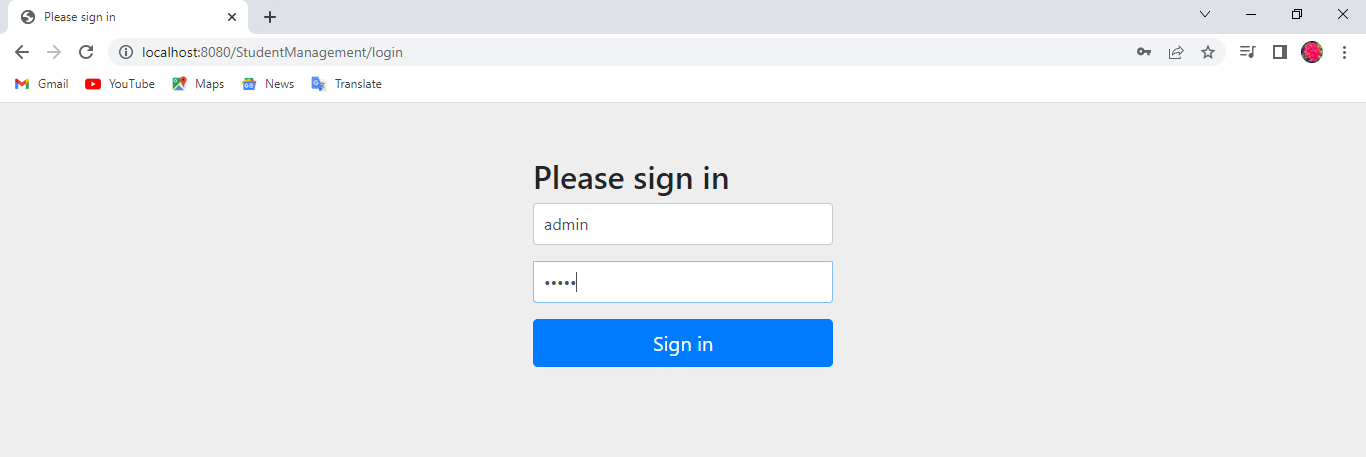 Please sign in
localhost:8080/StudentManagement/login
Gmail YouTube Maps News Translate
Please sign in
admin
•••••
Sign in